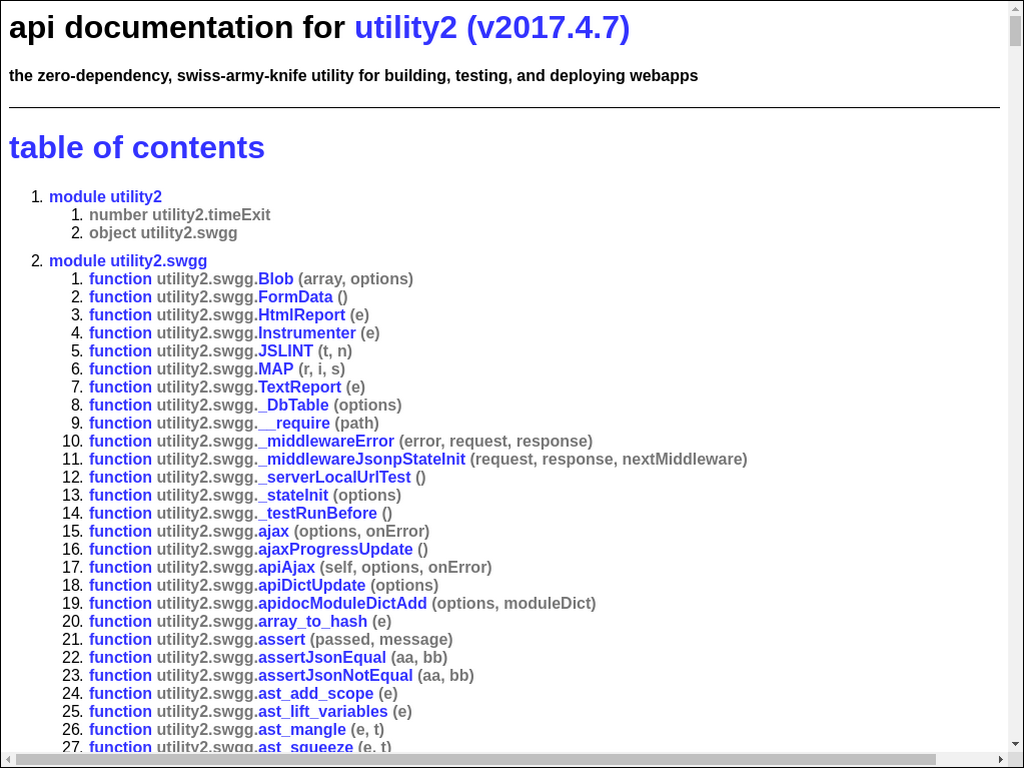 api documentation for utility2 (v2017.4.7)
the zero-dependency, swiss-army-knife utility for building, testing, and deploying webapps
table of contents
1. module utility2
1. number utility2.timeExit
2. object utility2.swgg
2. module utility2.swgg
1. function utility2.swgg.Blob (array, options)
2. function utility2.swgg.FormData ()
3. function utility2.swgg.HtmlReport (e)
4. function utility2.swgg.Instrumenter (e)
5. function utility2.swgg.JSLINT (t, n)
6. function utility2.swgg.MAP (r, i, s)
7. function utility2.swgg.TextReport (e)
8. function utility2.swgg._DbTable (options)
9. function utility2.swgg.__require (path)
10. function utility2.swgg._middlewareError (error, request, response)
11. function utility2.swgg._middlewareJsonpStateInit (request, response, nextMiddleware)
12. function utility2.swgg._serverLocalUrlTest ()
13. function utility2.swgg._stateInit (options)
14. function utility2.swgg._testRunBefore ()
15. function utility2.swgg.ajax (options, onError)
16. function utility2.swgg.ajaxProgressUpdate ()
17. function utility2.swgg.apiAjax (self, options, onError)
18. function utility2.swgg.apiDictUpdate (options)
19. function utility2.swgg.apidocModuleDictAdd (options, moduleDict)
20. function utility2.swgg.array_to_hash (e)
21. function utility2.swgg.assert (passed, message)
22. function utility2.swgg.assertJsonEqual (aa, bb)
23. function utility2.swgg.assertJsonNotEqual (aa, bb)
24. function utility2.swgg.ast_add_scope (e)
25. function utility2.swgg.ast_lift_variables (e)
26. function utility2.swgg.ast_mangle (e, t)
27. function utility2.swgg.ast_squeeze (e, t)